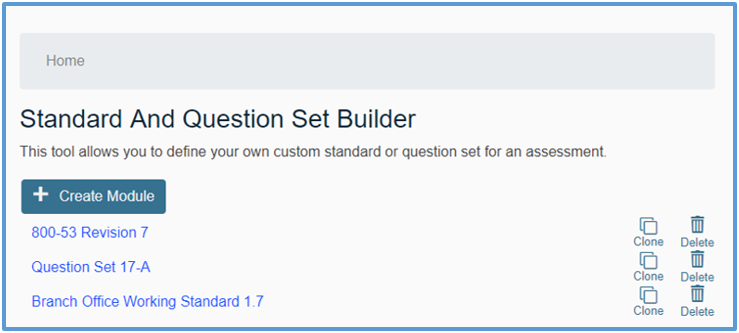 Home
Standard And Question Set Builder
This tool allows you to define your own custom standard or question set for an assessment.
Create Module
800-53 Revision 7
Clone Delete
Question Set 17-A
Clone Delete
Branch Office Working Standard 1.7
Clone Delete